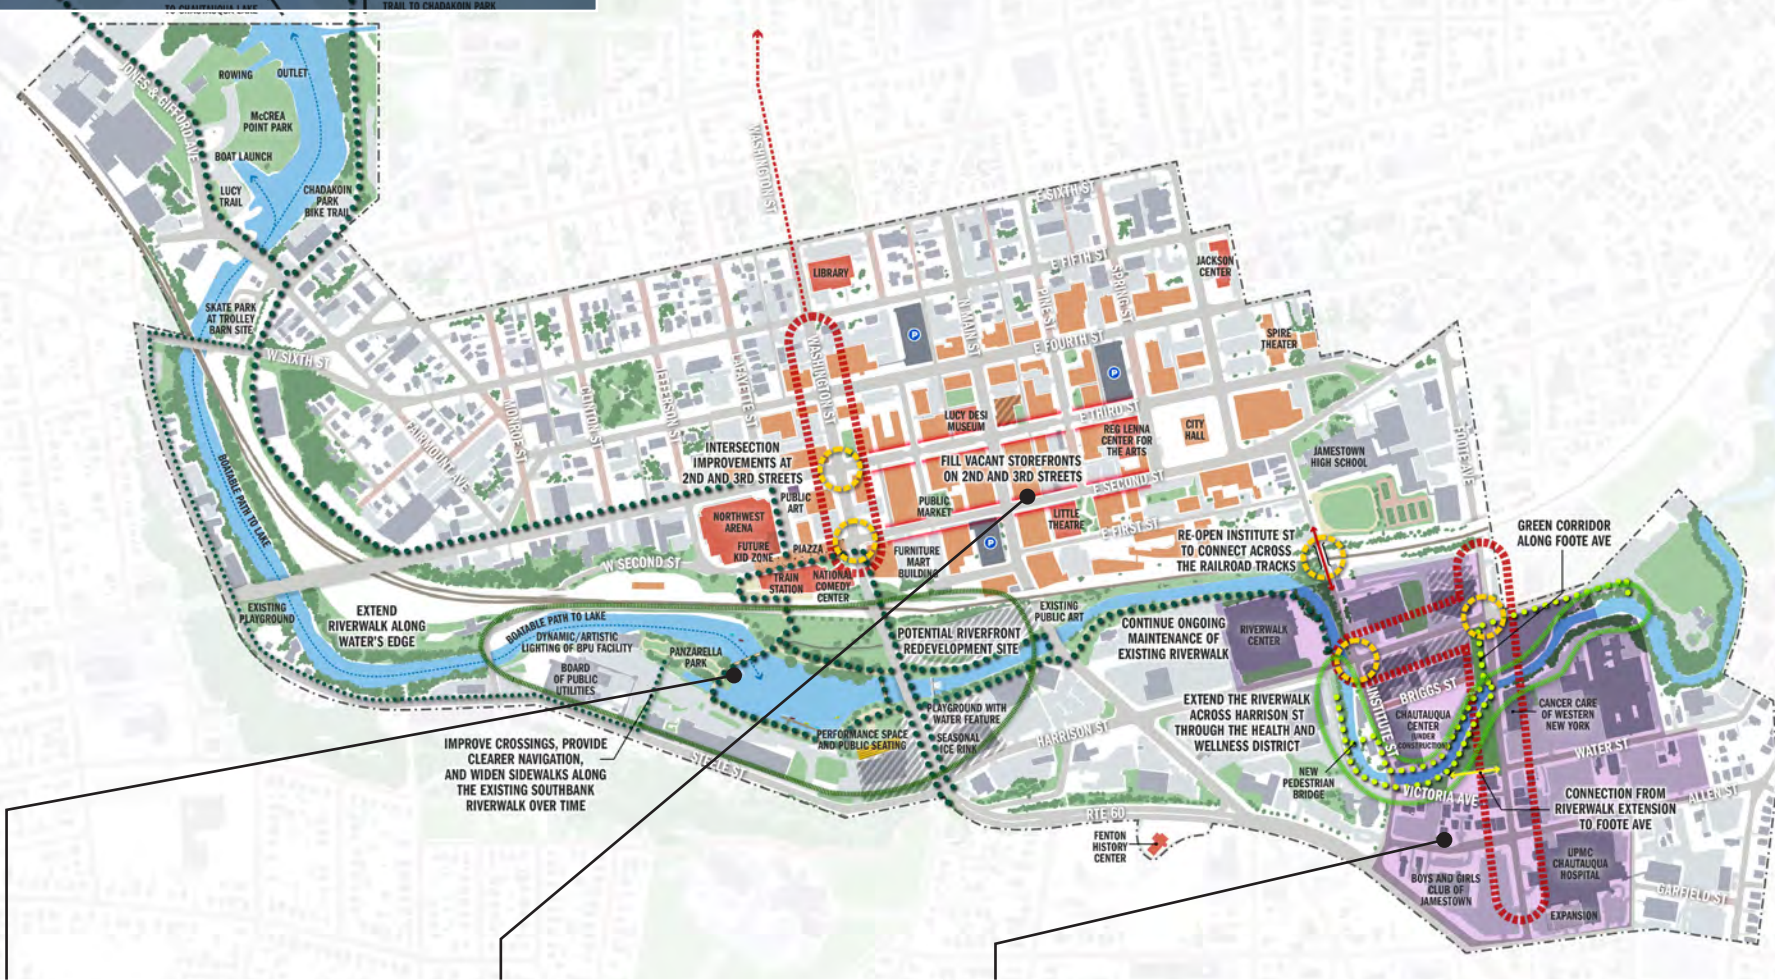 TO CHAUTAUQUA LAKE
TRAIL TO CHADAKOIN PARK
JONES & GIFFORD AVE
ROWING
OUTLET
McCREA
POINT PARK
BOAT LAUNCH
LUCY
TRAIL
CHADAKOIN
PARK
BIKE TRAIL
WASHINGTON ST
E SIXTH ST
LIBRARY
E FIFTH ST
SPRING ST
JACKSON
CENTER
SKATE PARK
AT TROLLEY
BARN SITE
W SIXTH ST
P
N MAIN ST
PINE ST
E FOURTH ST
P
SPIRE
THEATER
WASHINGTON ST
LAFAYETTE ST
JEFFERSON ST
CLINTON ST
MONROE ST
FAIRMOUNT AVE
LUCY DESI
MUSEUM
E THIRD ST
REG LENNA
CENTER FOR
THE ARTS
CITY
HALL
FOOTE AVE
JAMESTOWN
HIGH SCHOOL
INTERSECTION
IMPROVEMENTS AT
2ND AND 3RD STREETS
FILL VACANT STOREFRONTS
ON 2ND AND 3RD STREETS
E SECOND ST
BOATABLE PATH TO LAKE
PUBLIC
ART
PUBLIC
MARKET
LITTLE
THEATRE
E FIRST ST
NORTHWEST
ARENA
FUTURE
KID ZONE
PIAZZA
P
FURNITURE
MART
BUILDING
RE-OPEN INSTITUTE ST
TO CONNECT ACROSS
THE RAILROAD TRACKS
GREEN CORRIDOR
ALONG FOOTE AVE
W SECOND ST
TRAIN
STATION
NATIONAL
COMEDY
CENTER
EXISTING
PLAYGROUND
EXTEND
RIVERWALK ALONG
WATER'S EDGE
BOATABLE PATH TO LAKE
DYNAMIC/ARTISTIC
LIGHTING OF BPU FACILITY
PANZARELLA
PARK
BOARD
OF PUBLIC
UTILITIES
POTENTIAL RIVERFRONT
REDEVELOPMENT SITE
EXISTING
PUBLIC ART
CONTINUE ONGOING
MAINTENANCE OF
EXISTING RIVERWALK
RIVERWALK
CENTER
BRIGGS ST
INSTITUTE ST
CHAUTAUQUA
CENTER
(UNDER
CONSTRUCTION)
CANCER CARE
OF WESTERN
NEW YORK
EXTEND THE RIVERWALK
ACROSS HARRISON ST
THROUGH THE HEALTH AND
WELLNESS DISTRICT
PLAYGROUND WITH
WATER FEATURE
PERFORMANCE SPACE
AND PUBLIC SEATING
SEASONAL
ICE RINK
HARRISON ST
WATER ST
IMPROVE CROSSINGS, PROVIDE
CLEARER NAVIGATION,
AND WIDEN SIDEWALKS ALONG
THE EXISTING SOUTHBANK
RIVERWALK OVER TIME
STEELE ST
NEW
PEDESTRIAN
BRIDGE
VICTORIA AVE
CONNECTION FROM
RIVERWALK EXTENSION
TO FOOTE AVE
ALLEN ST
RTE 60
FENTON
HISTORY
CENTER
UPMC
CHAUTAUQUA
HOSPITAL
BOYS AND GIRLS
CLUB OF
JAMESTOWN
GARFIELD ST
EXPANSION